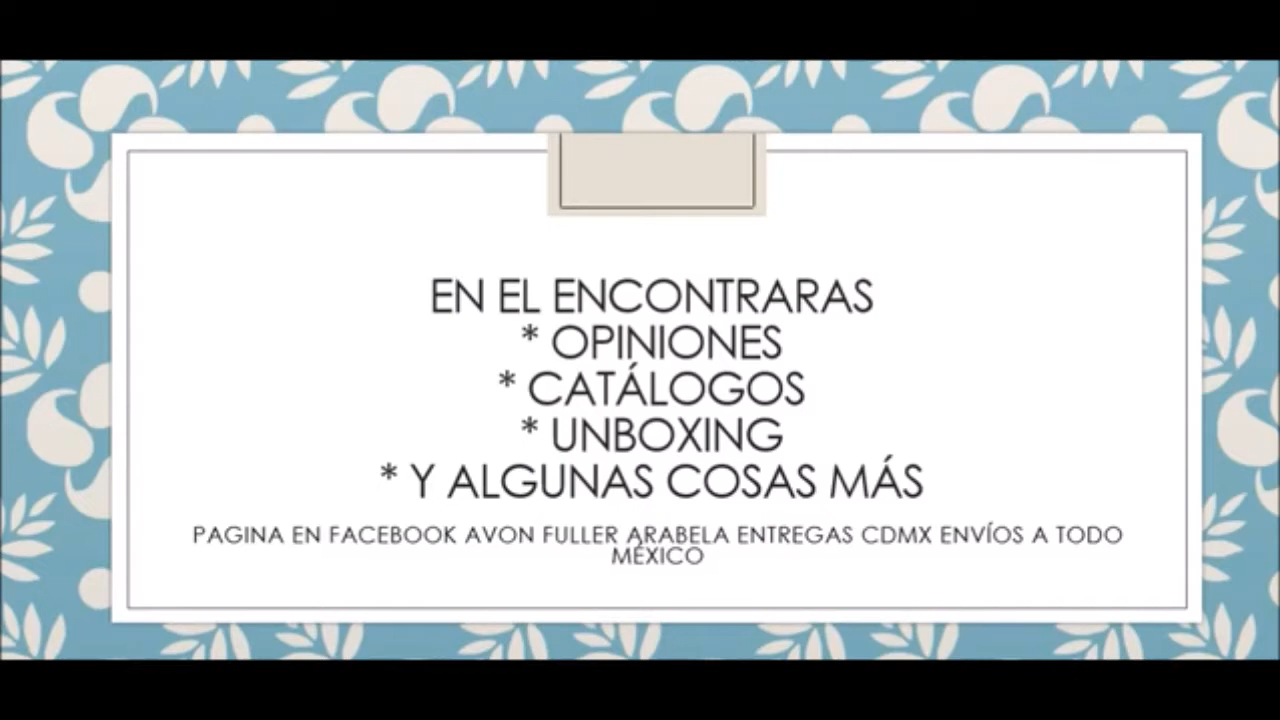 EN EL ENCONTRARAS
* OPINIONES
* CATÁLOGOS
* UNBOXING
* Y ALGUNAS COSAS MÁS
PAGINA EN FACEBOOK AVON FULLER ARABELA ENTREGAS CDMX ENVÍOS A TODO
MÉXICO